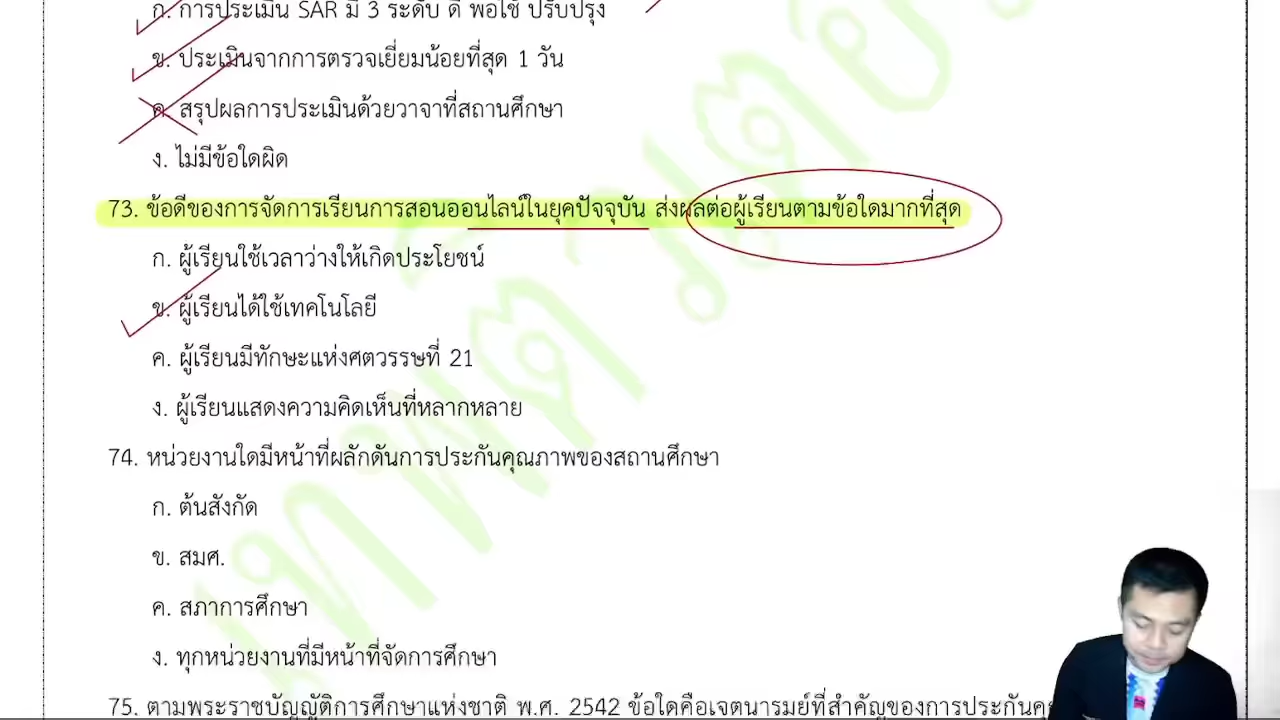 ก. การประเมิน SAR มี 3 ระดับ ดี พอใช้ ปรับปรุง
ข. ประเมินจากการตรวจเยี่ยมน้อยที่สุด 1 วัน
ค. สรุปผลการประเมินด้วยวาจาที่สถานศึกษา
ง. ไม่มีข้อใดผิด
73. ข้อดีของการจัดการเรียนการสอนออนไลน์ในยุคปัจจุบัน ส่งผลต่อผู้เรียนตามข้อใดมากที่สุด
ก. ผู้เรียนใช้เวลาว่างให้เกิดประโยชน์
ข. ผู้เรียนได้ใช้เทคโนโลยี
ค. ผู้เรียนมีทักษะแห่งศตวรรษที่ 21
ง. ผู้เรียนแสดงความคิดเห็นที่หลากหลาย
74. หน่วยงานใดมีหน้าที่ผลักดันการประกันคุณภาพของสถานศึกษา
ก. ต้นสังกัด
ข. สมศ.
ค. สภาการศึกษา
ง. ทุกหน่วยงานที่มีหน้าที่จัดการศึกษา
75. ตามพระราชบัญญัติการศึกษาแห่งชาติ พ.ศ. 2542 ข้อใดคือเจตนารมย์ที่สำคัญของการประกัน